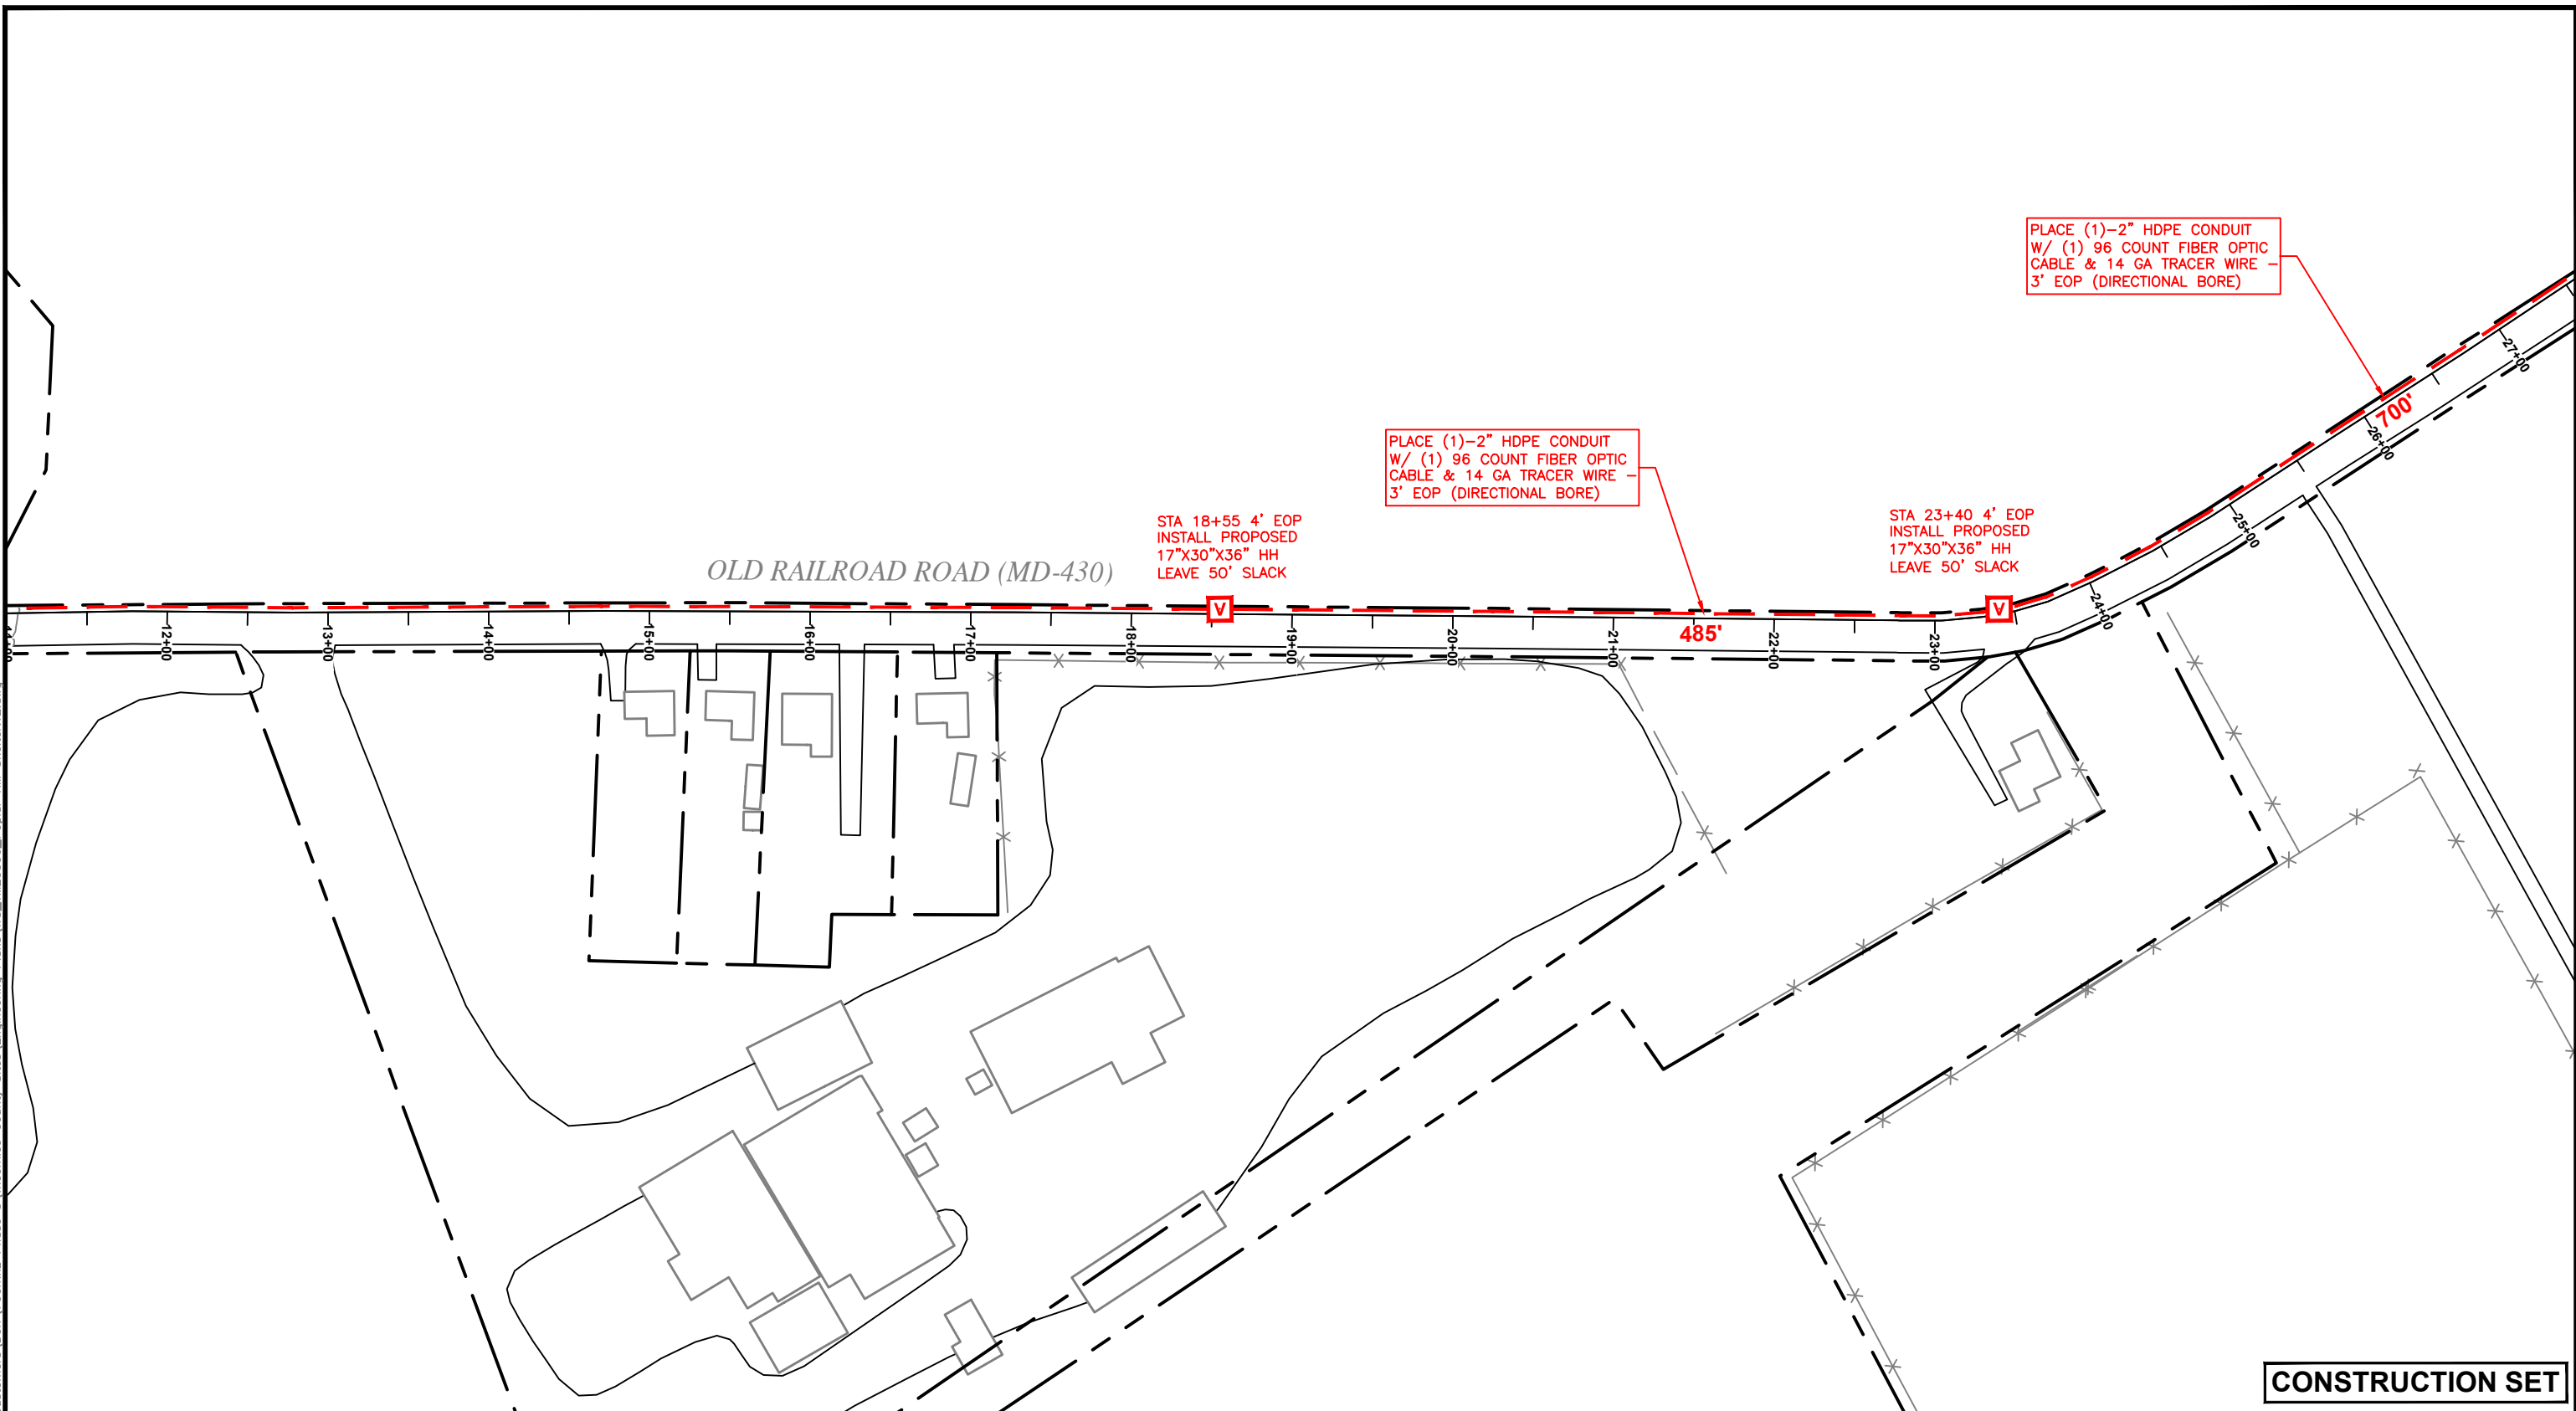 PLACE (1)-2" HDPE CONDUIT
W/ (1) 96 COUNT FIBER OPTIC
CABLE & 14 GA TRACER WIRE -
3' EOP (DIRECTIONAL BORE)
27+00
700'
26+00
PLACE (1)-2" HDPE CONDUIT
W/ (1) 96 COUNT FIBER OPTIC
CABLE & 14 GA TRACER WIRE -
3' EOP (DIRECTIONAL BORE)
STA 18+55 4' EOP
INSTALL PROPOSED
17"X30"X36" HH
LEAVE 50' SLACK
STA 23+40 4' EOP
INSTALL PROPOSED
17"X30"X36" HH
LEAVE 50' SLACK
25+00
OLD RAILROAD ROAD (MD-430)
V
V
24+00
485'
12+00
13+00
14+00
15+00
16+00
17+00
18+00
19+00
20+00
21+00
22+00
23+00
CONSTRUCTION SET